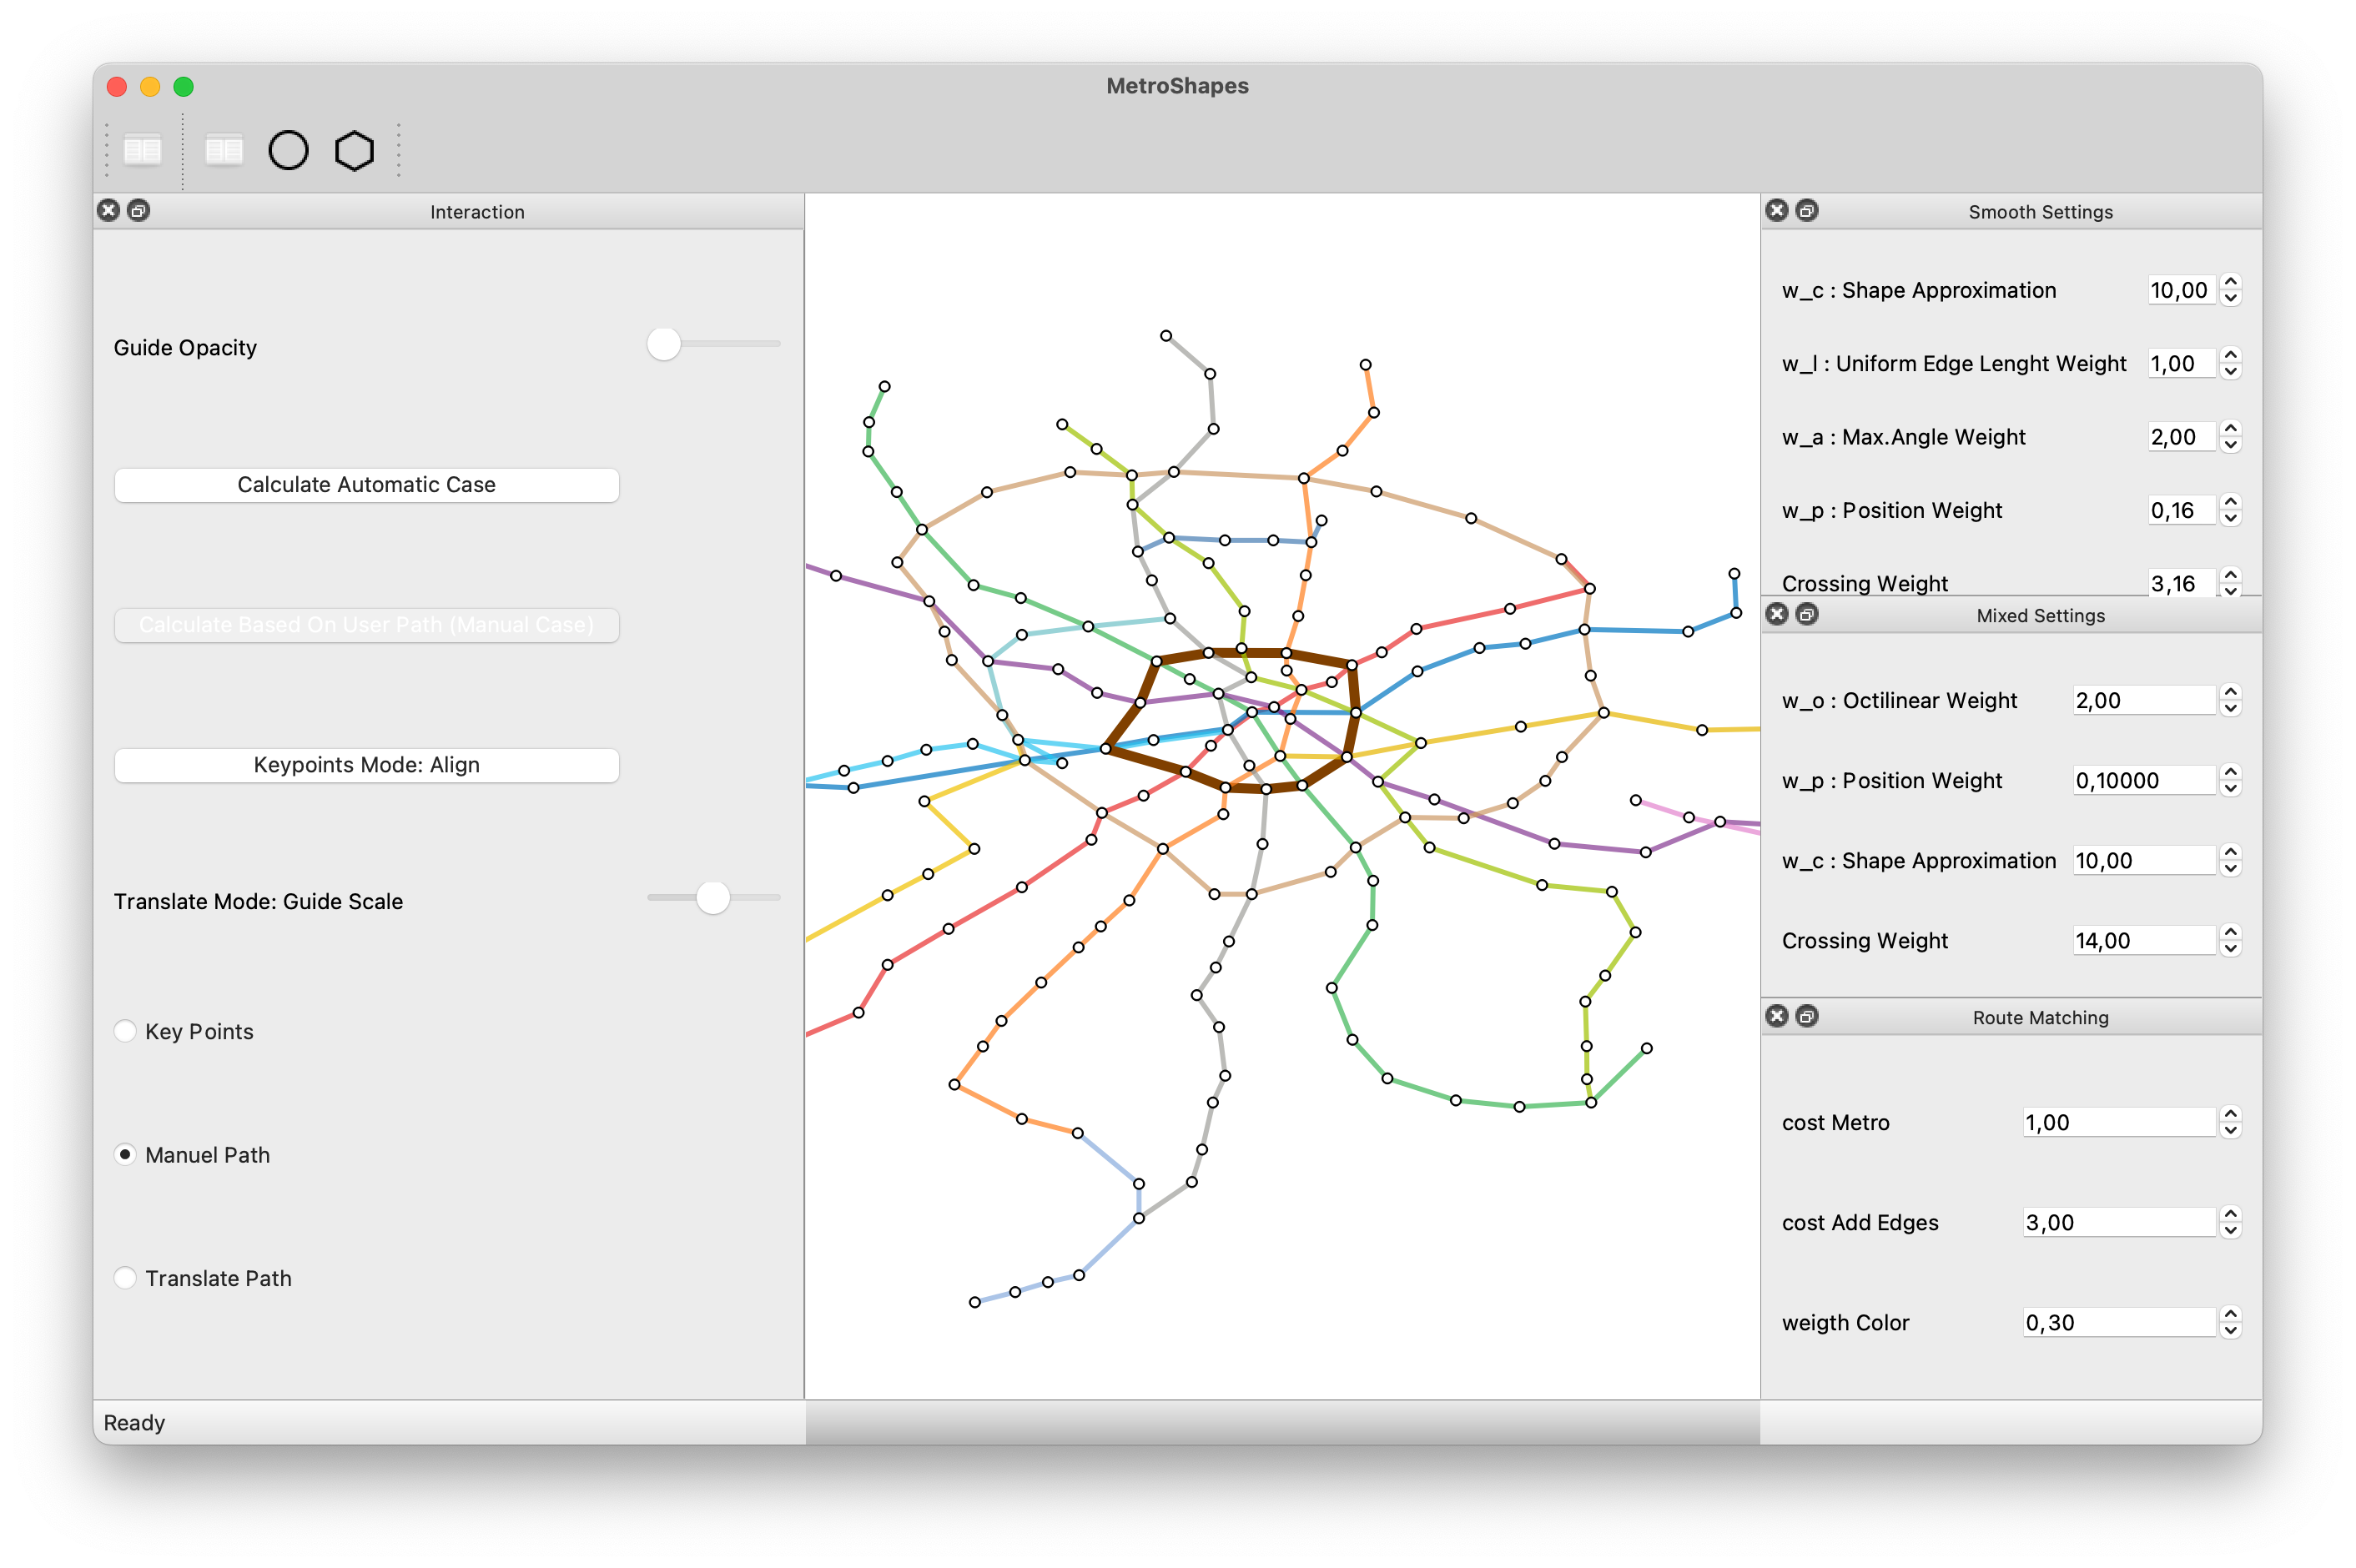 MetroShapes
Interaction
Guide Opacity
Calculate Automatic Case
Calculate Based On User Path (Manual Case)
Keypoints Mode: Align
Translate Mode: Guide Scale
Key Points
Manuel Path
Translate Path
Smooth Settings
w_c : Shape Approximation 10,00
w_l : Uniform Edge Lenght Weight 1,00
w_a : Max.Angle Weight 2,00
w_p : Position Weight 0,16
Crossing Weight 3,16
Mixed Settings
w_o : Octilinear Weight 2,00
w_p : Position Weight 0,10000
w_c : Shape Approximation 10,00
Crossing Weight 14,00
Route Matching
cost Metro 1,00
cost Add Edges 3,00
weigth Color 0,30
Ready